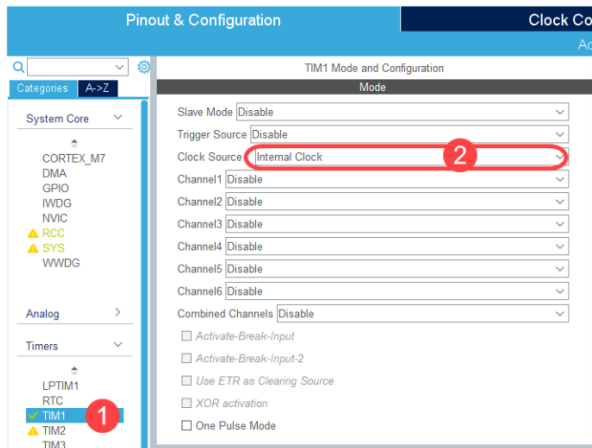 Pinout & Configuration
Clock Co
Ad
Categories
A->Z
System Core
CORTEX_M7
DMA
GPIO
IWDG
NVIC
RCC
SYS
WWDG
Analog
Timers
LPTIM1
RTC
TIM1
1
TIM2
TIM3
TIM1 Mode and Configuration
Mode
Slave Mode Disable
Trigger Source Disable
Clock Source Internal Clock
2
Channel1 Disable
Channel2 Disable
Channel3 Disable
Channel4 Disable
Channel5 Disable
Channel6 Disable
Combined Channels Disable
Activate-Break-Input
Activate-Break-Input-2
Use ETR as Clearing Source
XOR activation
One Pulse Mode